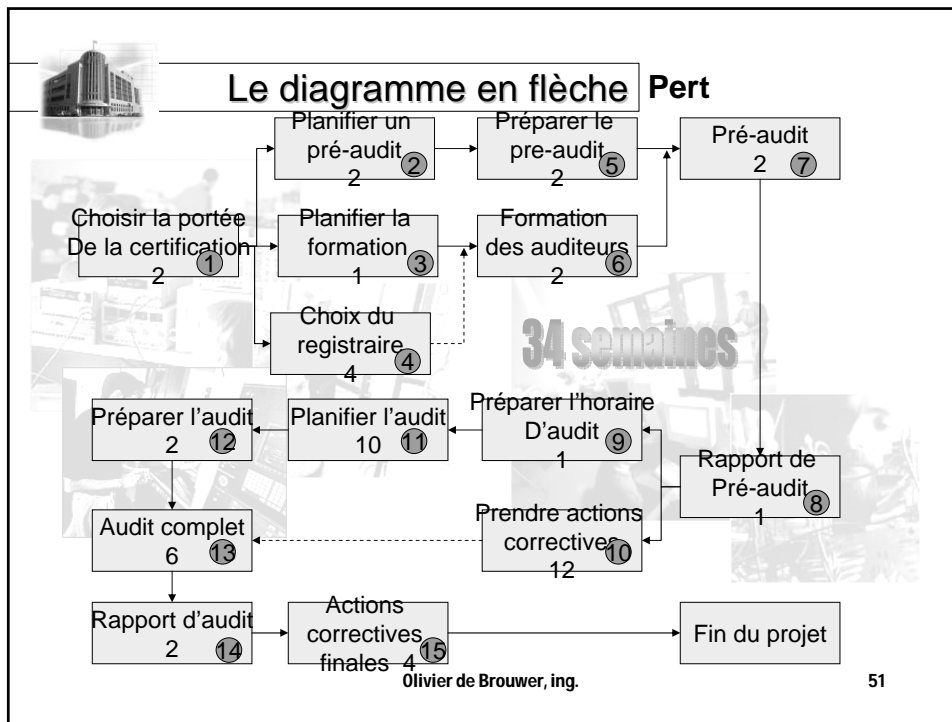 Le diagramme en flèche Pert
Planifier un
pré-audit
2
2
Préparer le
pre-audit
2
5
Pré-audit
2
7
Choisir la portée
De la certification
2
1
Planifier la
formation
1
3
Formation
des auditeurs
2
6
Choix du
registraire
4
4
34 semaines
Préparer l'audit
2
12
Planifier l'audit
10
11
Préparer l'horaire
D'audit
1
9
Rapport de
Pré-audit
1
8
Audit complet
6
13
Prendre actions
correctives
12
10
Rapport d'audit
2
14
Actions
correctives
finales 4
15
Fin du projet
Olivier de Brouwer, ing.
51